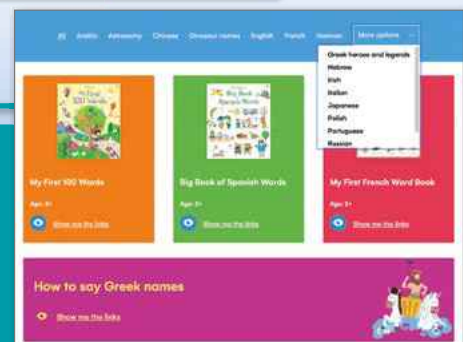 All Arabic Astronomy Chinese Dinosaur names English French German More options
Greek heroes and legends
Hebrew
Irish
Italian
Japanese
Polish
Portuguese
Russian
My First 100 Words
Big Book of Spanish Words
My First French Word Book
Age: 3+
Age: 5+
Age: 5+
Show me the links
Show me the links
Show me the links
How to say Greek names
Show me the links